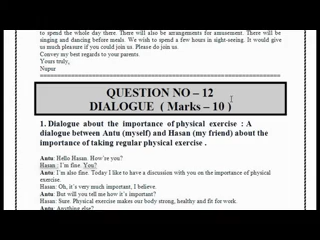 to spend the whole day there. There will also be arrangements for amusement. There will be
singing and dancing before meals. We wish to spend a few hours in sight-seeing. It would give
us much pleasure if you could join us. Please do join us.
Convey my best regards to your parents.
Yours truly,
Nupur
QUESTION NO – 12
DIALOGUE ( Marks – 10 )
1. Dialogue about the importance of physical exercise : A
dialogue between Antu (myself) and Hasan (my friend) about the
importance of taking regular physical exercise .
Antu: Hello Hasan. How're you?
Hasan : I'm fine. You?
Antu: I'm also fine. Today I like to have a discussion with you on the importance of physical
exercise.
Hasan: Oh, it's very important, I believe.
Antu: But will you tell me how it's important?
Hasan: Sure. Physical exercise makes our body strong, healthy and fit for work.
Antu: Anything else?